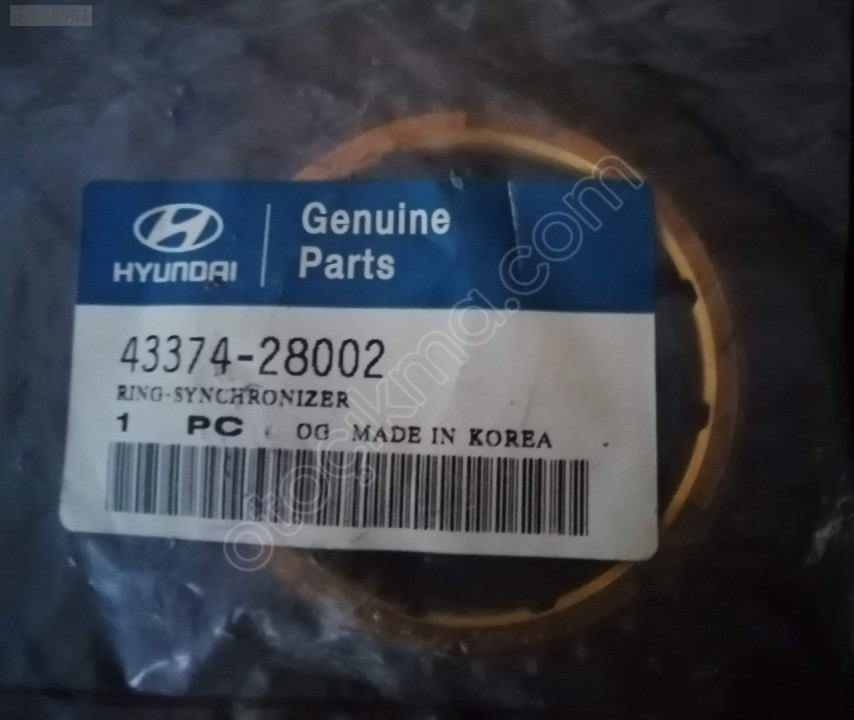 HYUNDAI
Genuine
Parts
43374-28002
RING-SYNCHRONIZER
1 PC OG MADE IN KOREA
otoçıkma.com